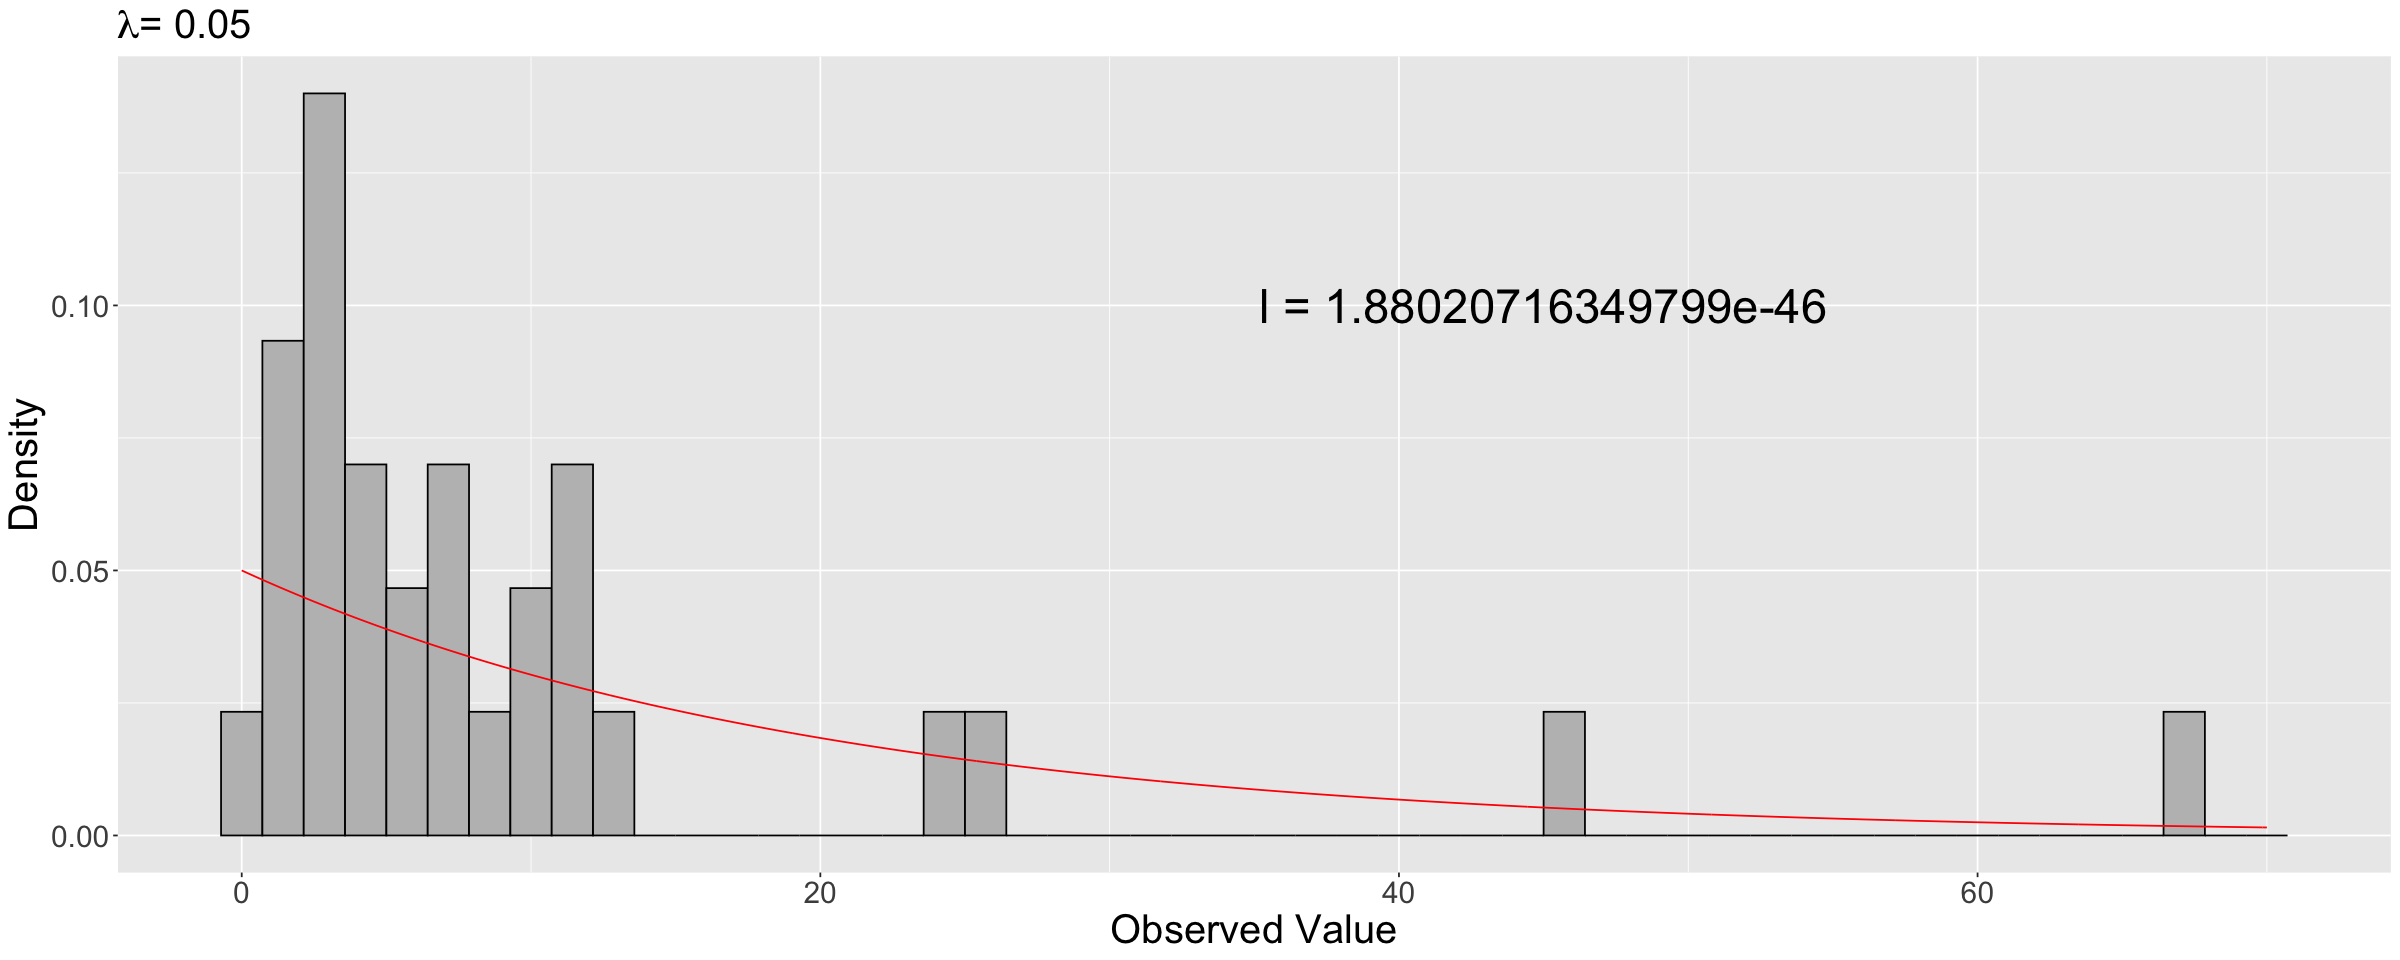 λ= 0.05
l = 1.88020716349799e-46
Density
0.10
0.05
0.00
0 20 40 60
Observed Value